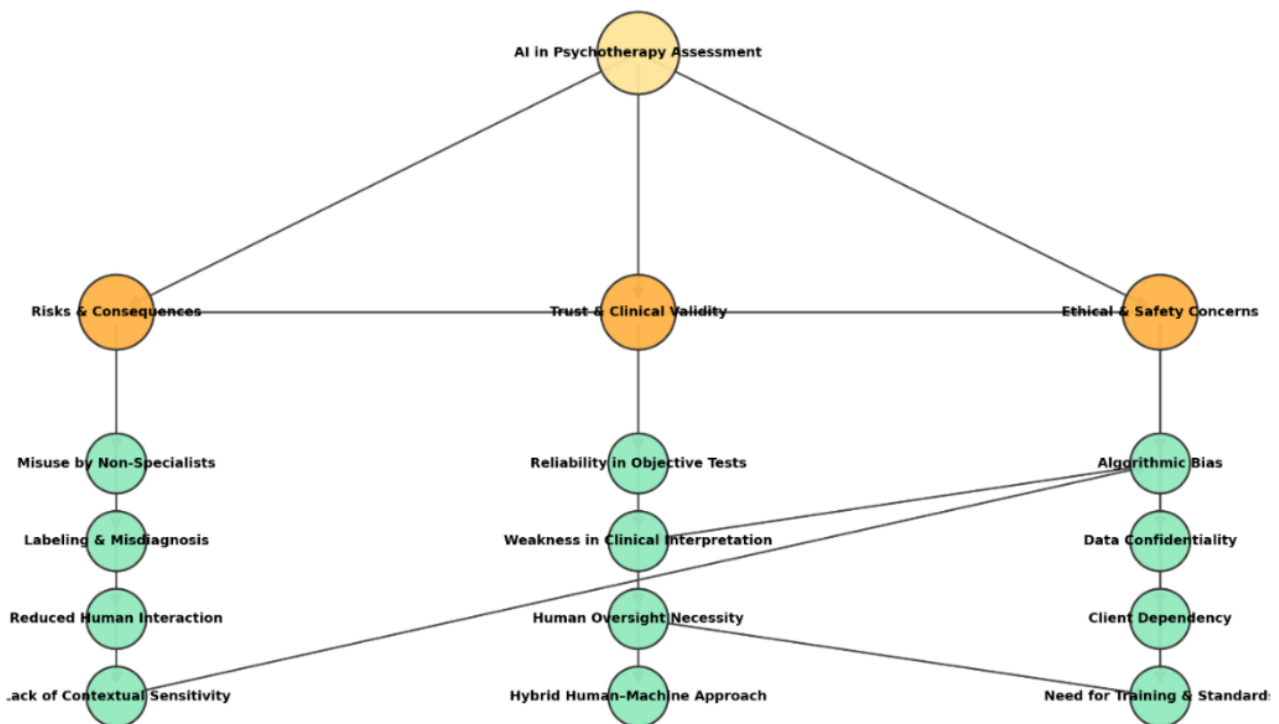 AI in Psychotherapy Assessment
Risks & Consequences
Trust & Clinical Validity
Ethical & Safety Concerns
Misuse by Non-Specialists
Reliability in Objective Tests
Algorithmic Bias
Labeling & Misdiagnosis
Weakness in Clinical Interpretation
Data Confidentiality
Reduced Human Interaction
Human Oversight Necessity
Client Dependency
ack of Contextual Sensitivity
Hybrid Human–Machine Approach
Need for Training & Standards